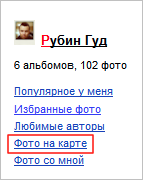 Рубин Гуд
6 альбомов, 102 фото
Популярное у меня
Избранные фото
Любимые авторы
Фото на карте
Фото со мной